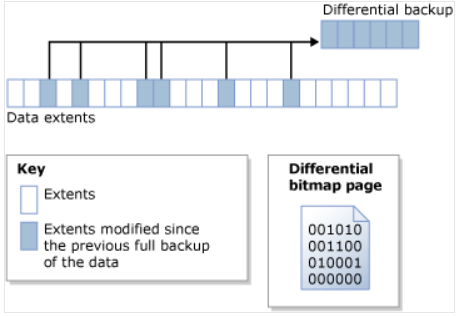 Differential backup
Data extents
Key
Extents
Extents modified since
the previous full backup
of the data
Differential
bitmap page
001010
001100
010001
000000